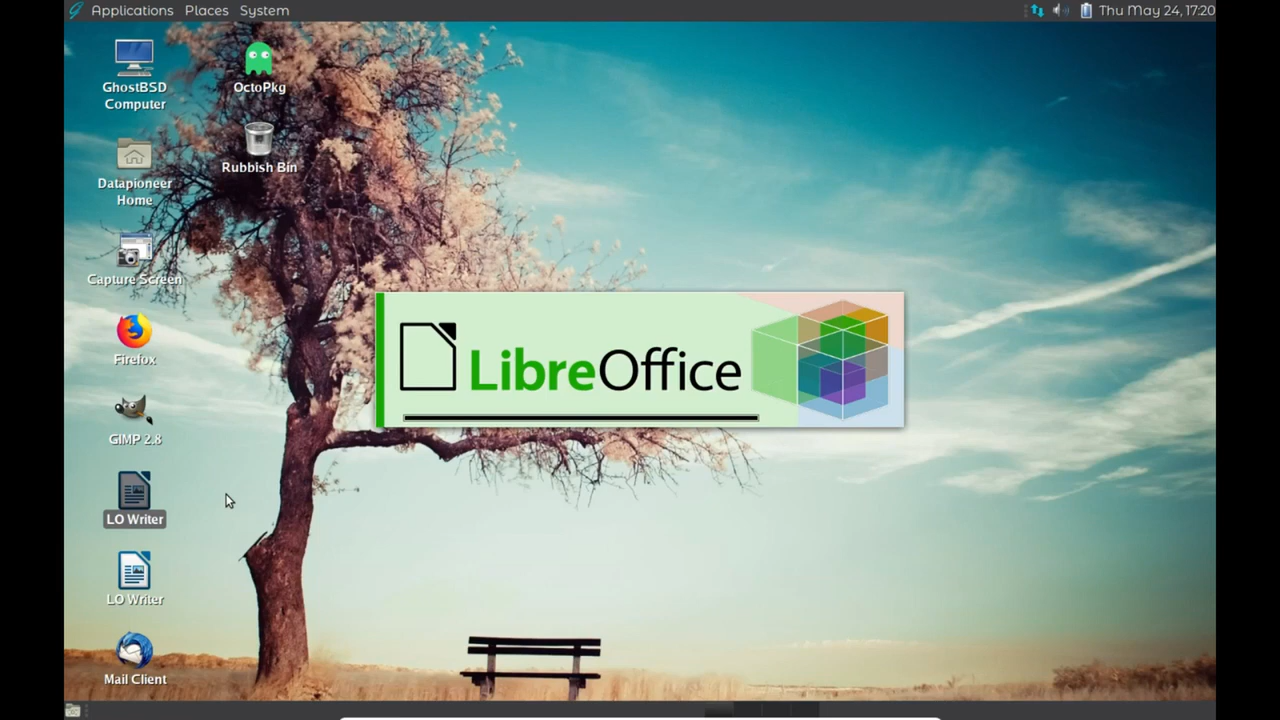 Applications Places System
Thu May 24, 17:20
GhostBSD
Computer
OctoPkg
Rubbish Bin
Datapioneer
Home
Capture Screen
Firefox
LibreOffice
GIMP 2.8
LO Writer
LO Writer
Mail Client